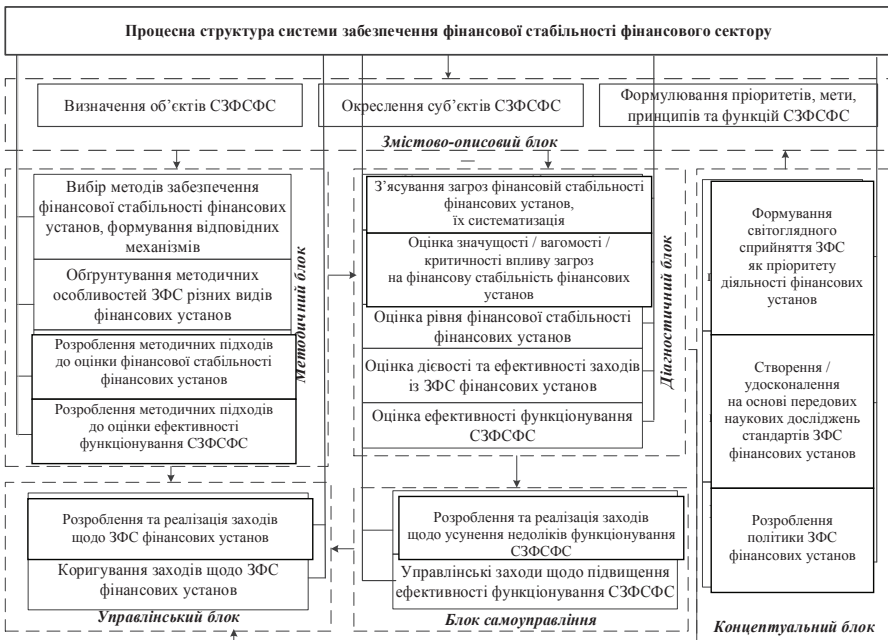 Процесна структура системи забезпечення фінансової стабільності фінансового сектору
Визначення об’єктів СЗФСФС
Окреслення суб’єктів СЗФСФС
Формулювання пріоритетів, мети,
принципів та функцій СЗФСФС
Змістово-описовий блок
Вибір методів забезпечення
фінансової стабільності фінансових
установ, формування відповідних
механізмів
Обґрунтування методичних
особливостей ЗФС різних видів
фінансових установ
Розроблення методичних підходів
до оцінки фінансової стабільності
фінансових установ
Розроблення методичних підходів
до оцінки ефективності
функціонування СЗФСФС
Методичний блок
З’ясування загроз фінансовій стабільності
фінансових установ,
їх систематизація
Оцінка значущості / вагомості /
критичності впливу загроз
на фінансову стабільність фінансових
установ
Оцінка рівня фінансової стабільності
фінансових установ
Оцінка дієвості та ефективності заходів
із ЗФС фінансових установ
Оцінка ефективності функціонування
СЗФСФС
Діагностичний блок
Формування
світоглядного
сприйняття ЗФС
як пріоритету
діяльності фінансових
установ
Створення /
удосконалення
на основі передових
наукових досліджень
стандартів ЗФС
фінансових установ
Розроблення
політики ЗФС
фінансових установ
Концептуальний блок
Розроблення та реалізація заходів
щодо ЗФС фінансових установ
Коригування заходів щодо ЗФС
фінансових установ
Управлінський блок
Розроблення та реалізація заходів
щодо усунення недоліків функціонування
СЗФСФС
Управлінські заходи щодо підвищення
ефективності функціонування СЗФСФС
Блок самоуправління